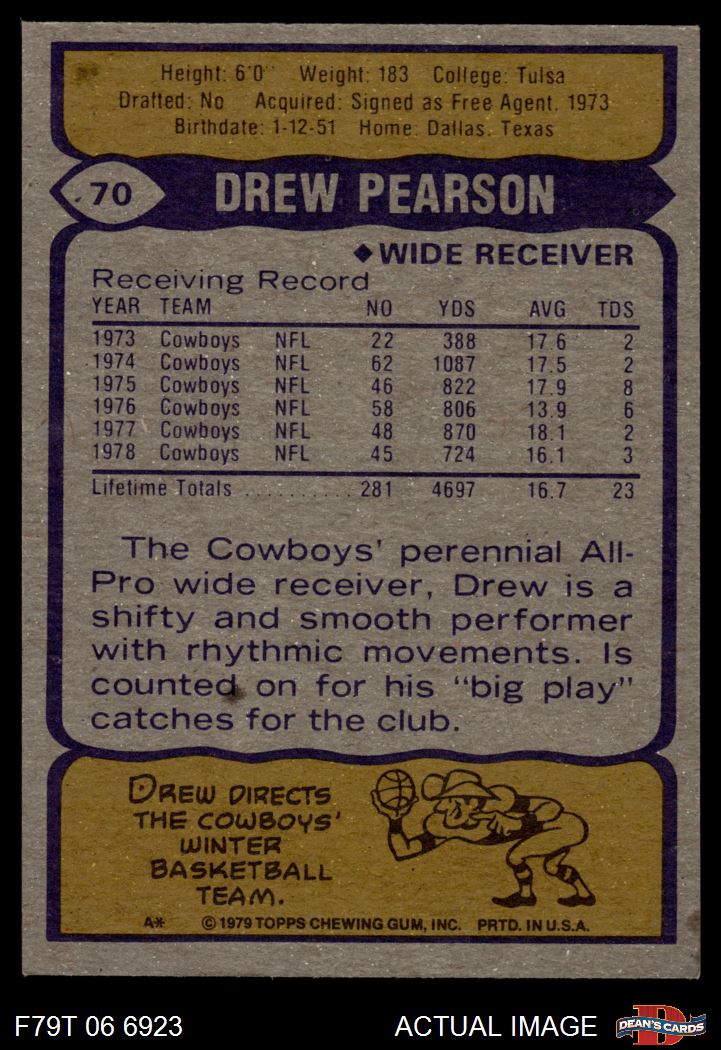 Height: 6'0" Weight: 183 College: Tulsa
Drafted: No Acquired: Signed as Free Agent. 1973
Birthdate: 1-12-51 Home: Dallas. Texas
70 DREW PEARSON
◆WIDE RECEIVER
Receiving Record
YEAR TEAM NO YDS AVG TDS
1973 Cowboys NFL 22 388 17.6 2
1974 Cowboys NFL 62 1087 17.5 2
1975 Cowboys NFL 46 822 17.9 8
1976 Cowboys NFL 58 806 13.9 6
1977 Cowboys NFL 48 870 18.1 2
1978 Cowboys NFL 45 724 16.1 3
Lifetime Totals .......... 281 4697 16.7 23
The Cowboys' perennial All-
Pro wide receiver, Drew is a
shifty and smooth performer
with rhythmic movements. Is
counted on for his "big play"
catches for the club.
DREW DIRECTS
THE COWBOYS'
WINTER
BASKETBALL
TEAM.
A* © 1979 TOPPS CHEWING GUM, INC. PRTD. IN U.S.A.
F79T 06 6923 ACTUAL IMAGE D DEAN'S CARDS